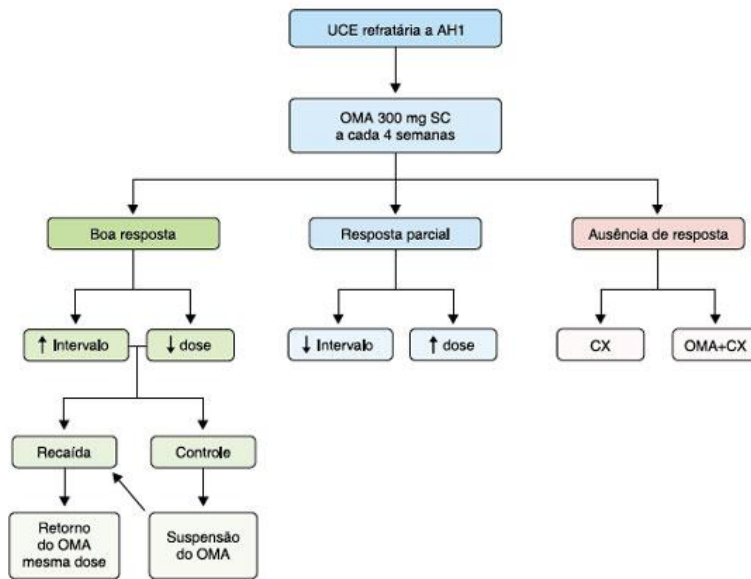 UCE refratária a AH1
OMA 300 mg SC
a cada 4 semanas
Boa resposta
Resposta parcial
Ausência de resposta
↑ Intervalo
↓ dose
↓ Intervalo
↑ dose
CX
OMA+CX
Recaída
Controle
Retorno
do OMA
mesma dose
Suspensão
do OMA